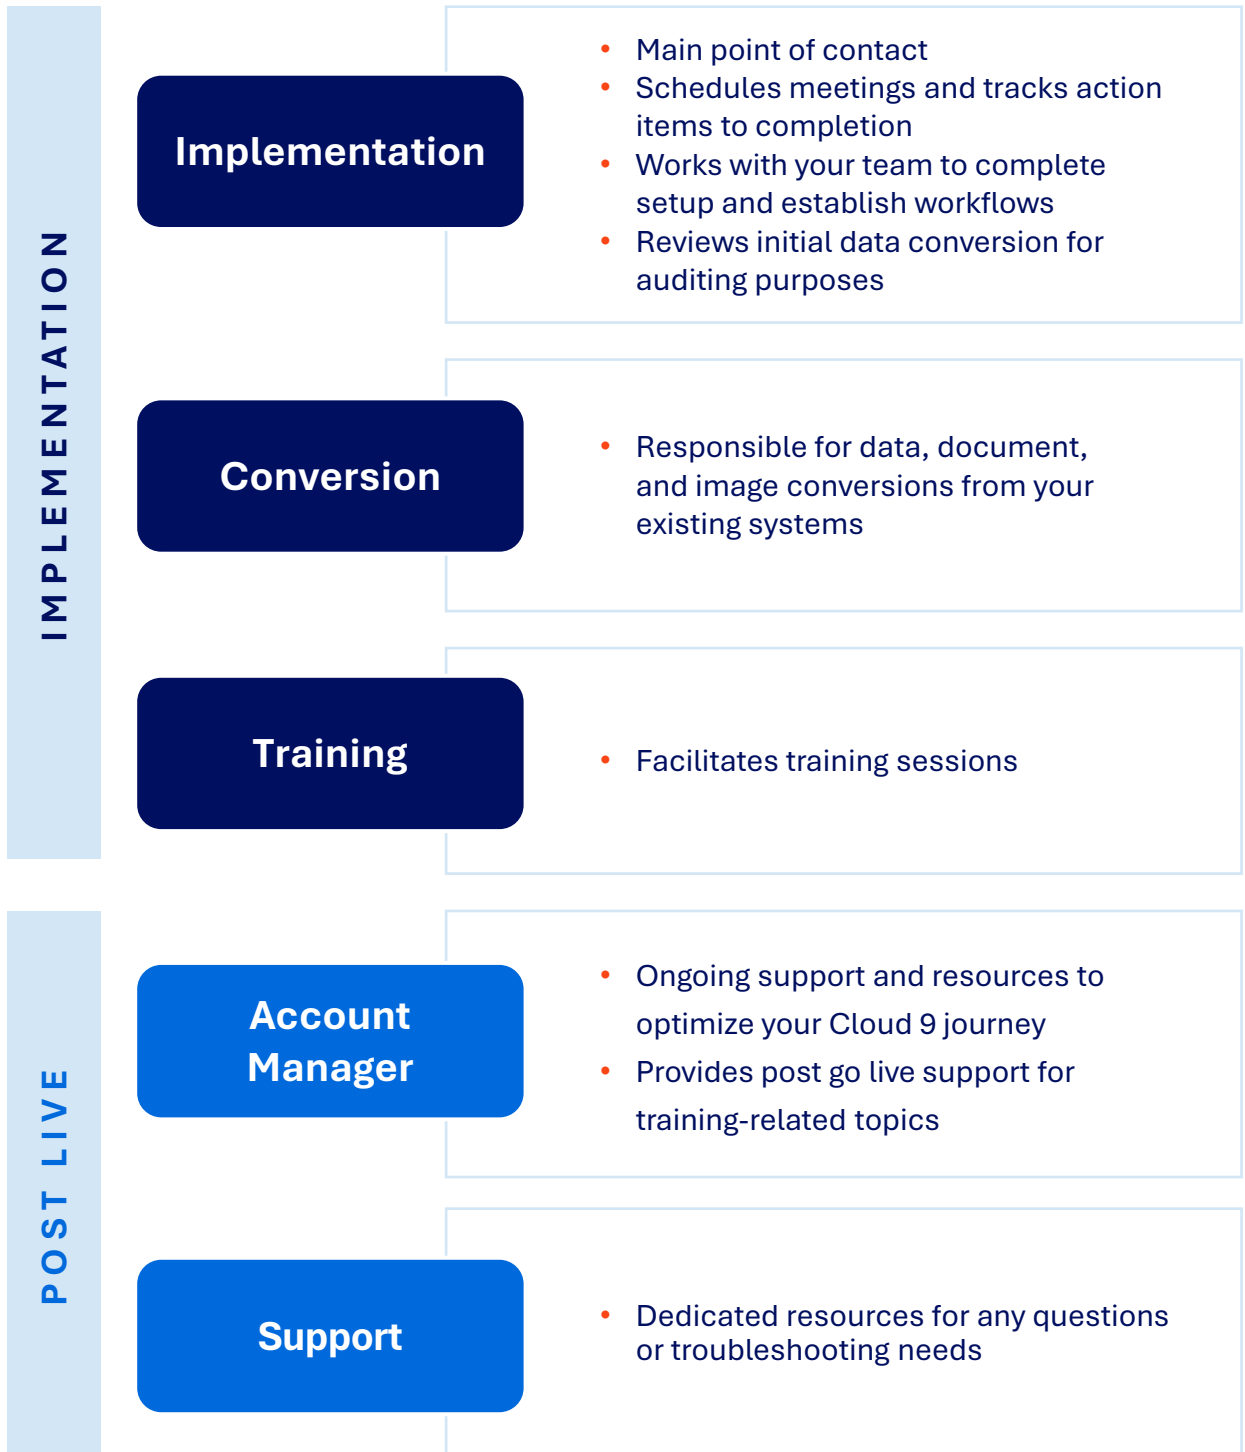 IMPLEMENTATION
Implementation
• Main point of contact
• Schedules meetings and tracks action
items to completion
• Works with your team to complete
setup and establish workflows
• Reviews initial data conversion for
auditing purposes
Conversion
• Responsible for data, document,
and image conversions from your
existing systems
Training
• Facilitates training sessions
POST LIVE
Account
Manager
• Ongoing support and resources to
optimize your Cloud 9 journey
• Provides post go live support for
training-related topics
Support
• Dedicated resources for any questions
or troubleshooting needs